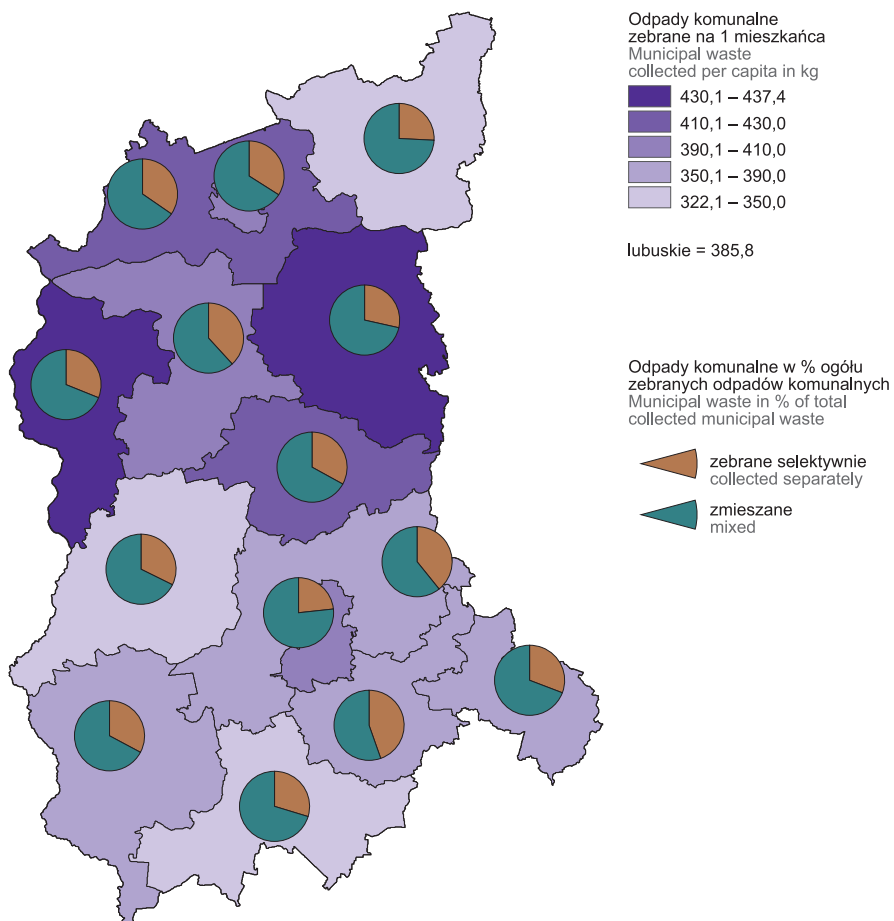 Odpady komunalne
zebrane na 1 mieszkańca
Municipal waste
collected per capita in kg
430,1 – 437,4
410,1 – 430,0
390,1 – 410,0
350,1 – 390,0
322,1 – 350,0
lubuskie = 385,8
Odpady komunalne w % ogółu
zebranych odpadów komunalnych
Municipal waste in % of total
collected municipal waste
zebrane selektywnie
collected separately
zmieszane
mixed